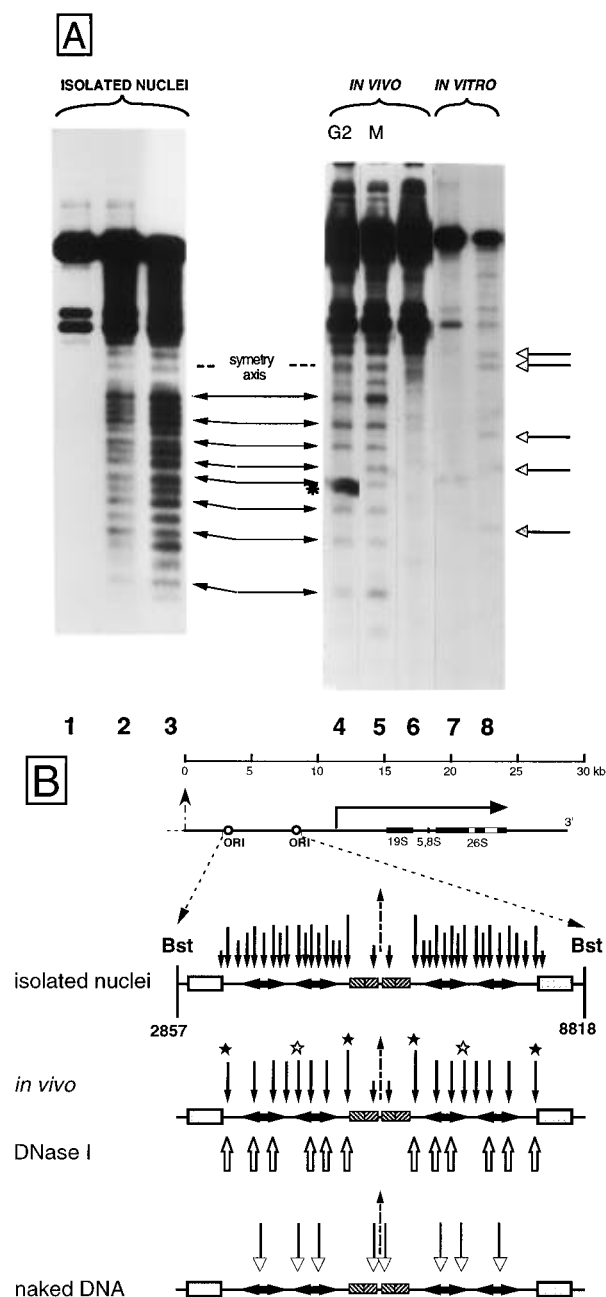 A
ISOLATED NUCLEI
IN VIVO
IN VITRO
G2 M
symetry
axis
*
1 2 3 4 5 6 7 8
B
0 5 10 15 20 25 30 kb
ORI ORI 19S 5,8S 26S 3'
Bst Bst
isolated nuclei
2857 8818
in vivo
DNase I
naked DNA